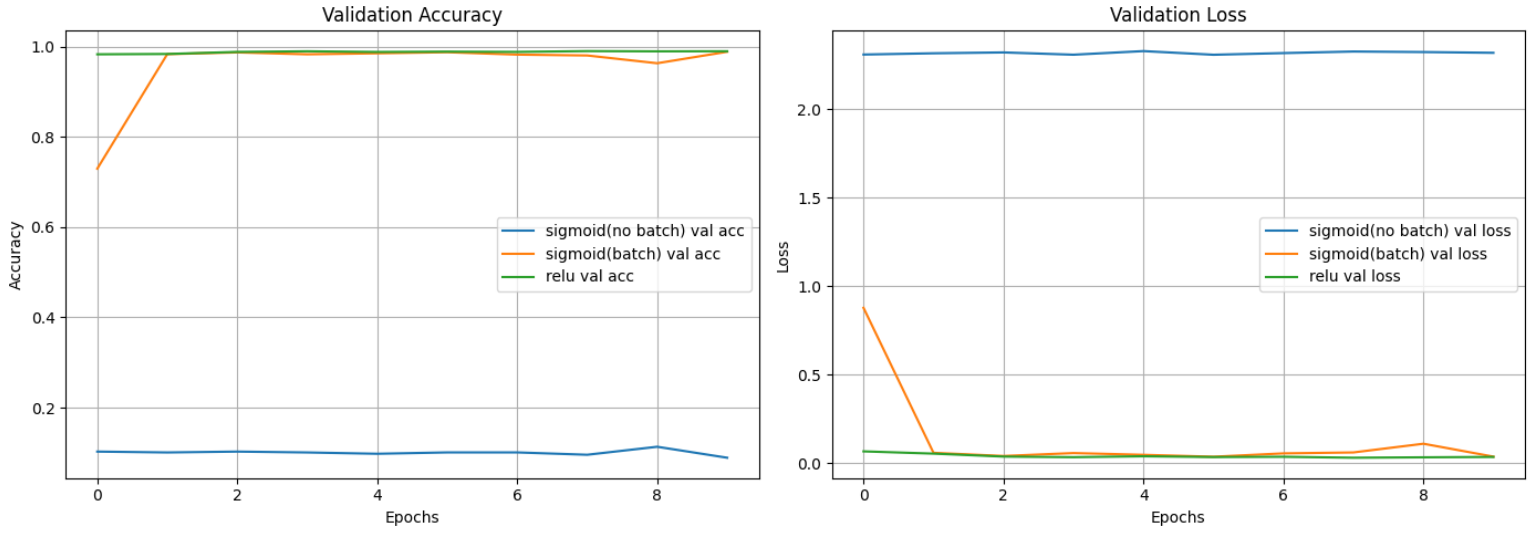 Validation Accuracy
1.0
0.8
0.6
0.4
0.2
Accuracy
sigmoid(no batch) val acc
sigmoid(batch) val acc
relu val acc
0 2 4 6 8
Epochs
Validation Loss
2.0
1.5
1.0
0.5
0.0
Loss
sigmoid(no batch) val loss
sigmoid(batch) val loss
relu val loss
0 2 4 6 8
Epochs